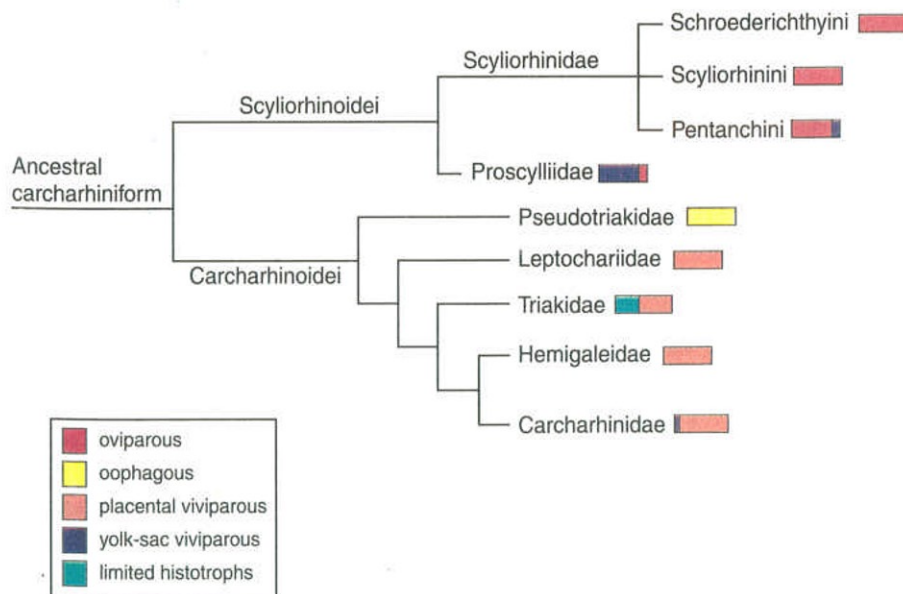 Schroederichthyini
Scyliorhinidae
Scyliorhinini
Scyliorhinoidei
Pentanchini
Ancestral
carcharhiniform
Proscylliidae
Pseudotriakidae
Carcharhinoidei
Leptochariidae
Triakidae
Hemigaleidae
Carcharhinidae
oviparous
oophagous
placental viviparous
yolk-sac viviparous
limited histotrophs